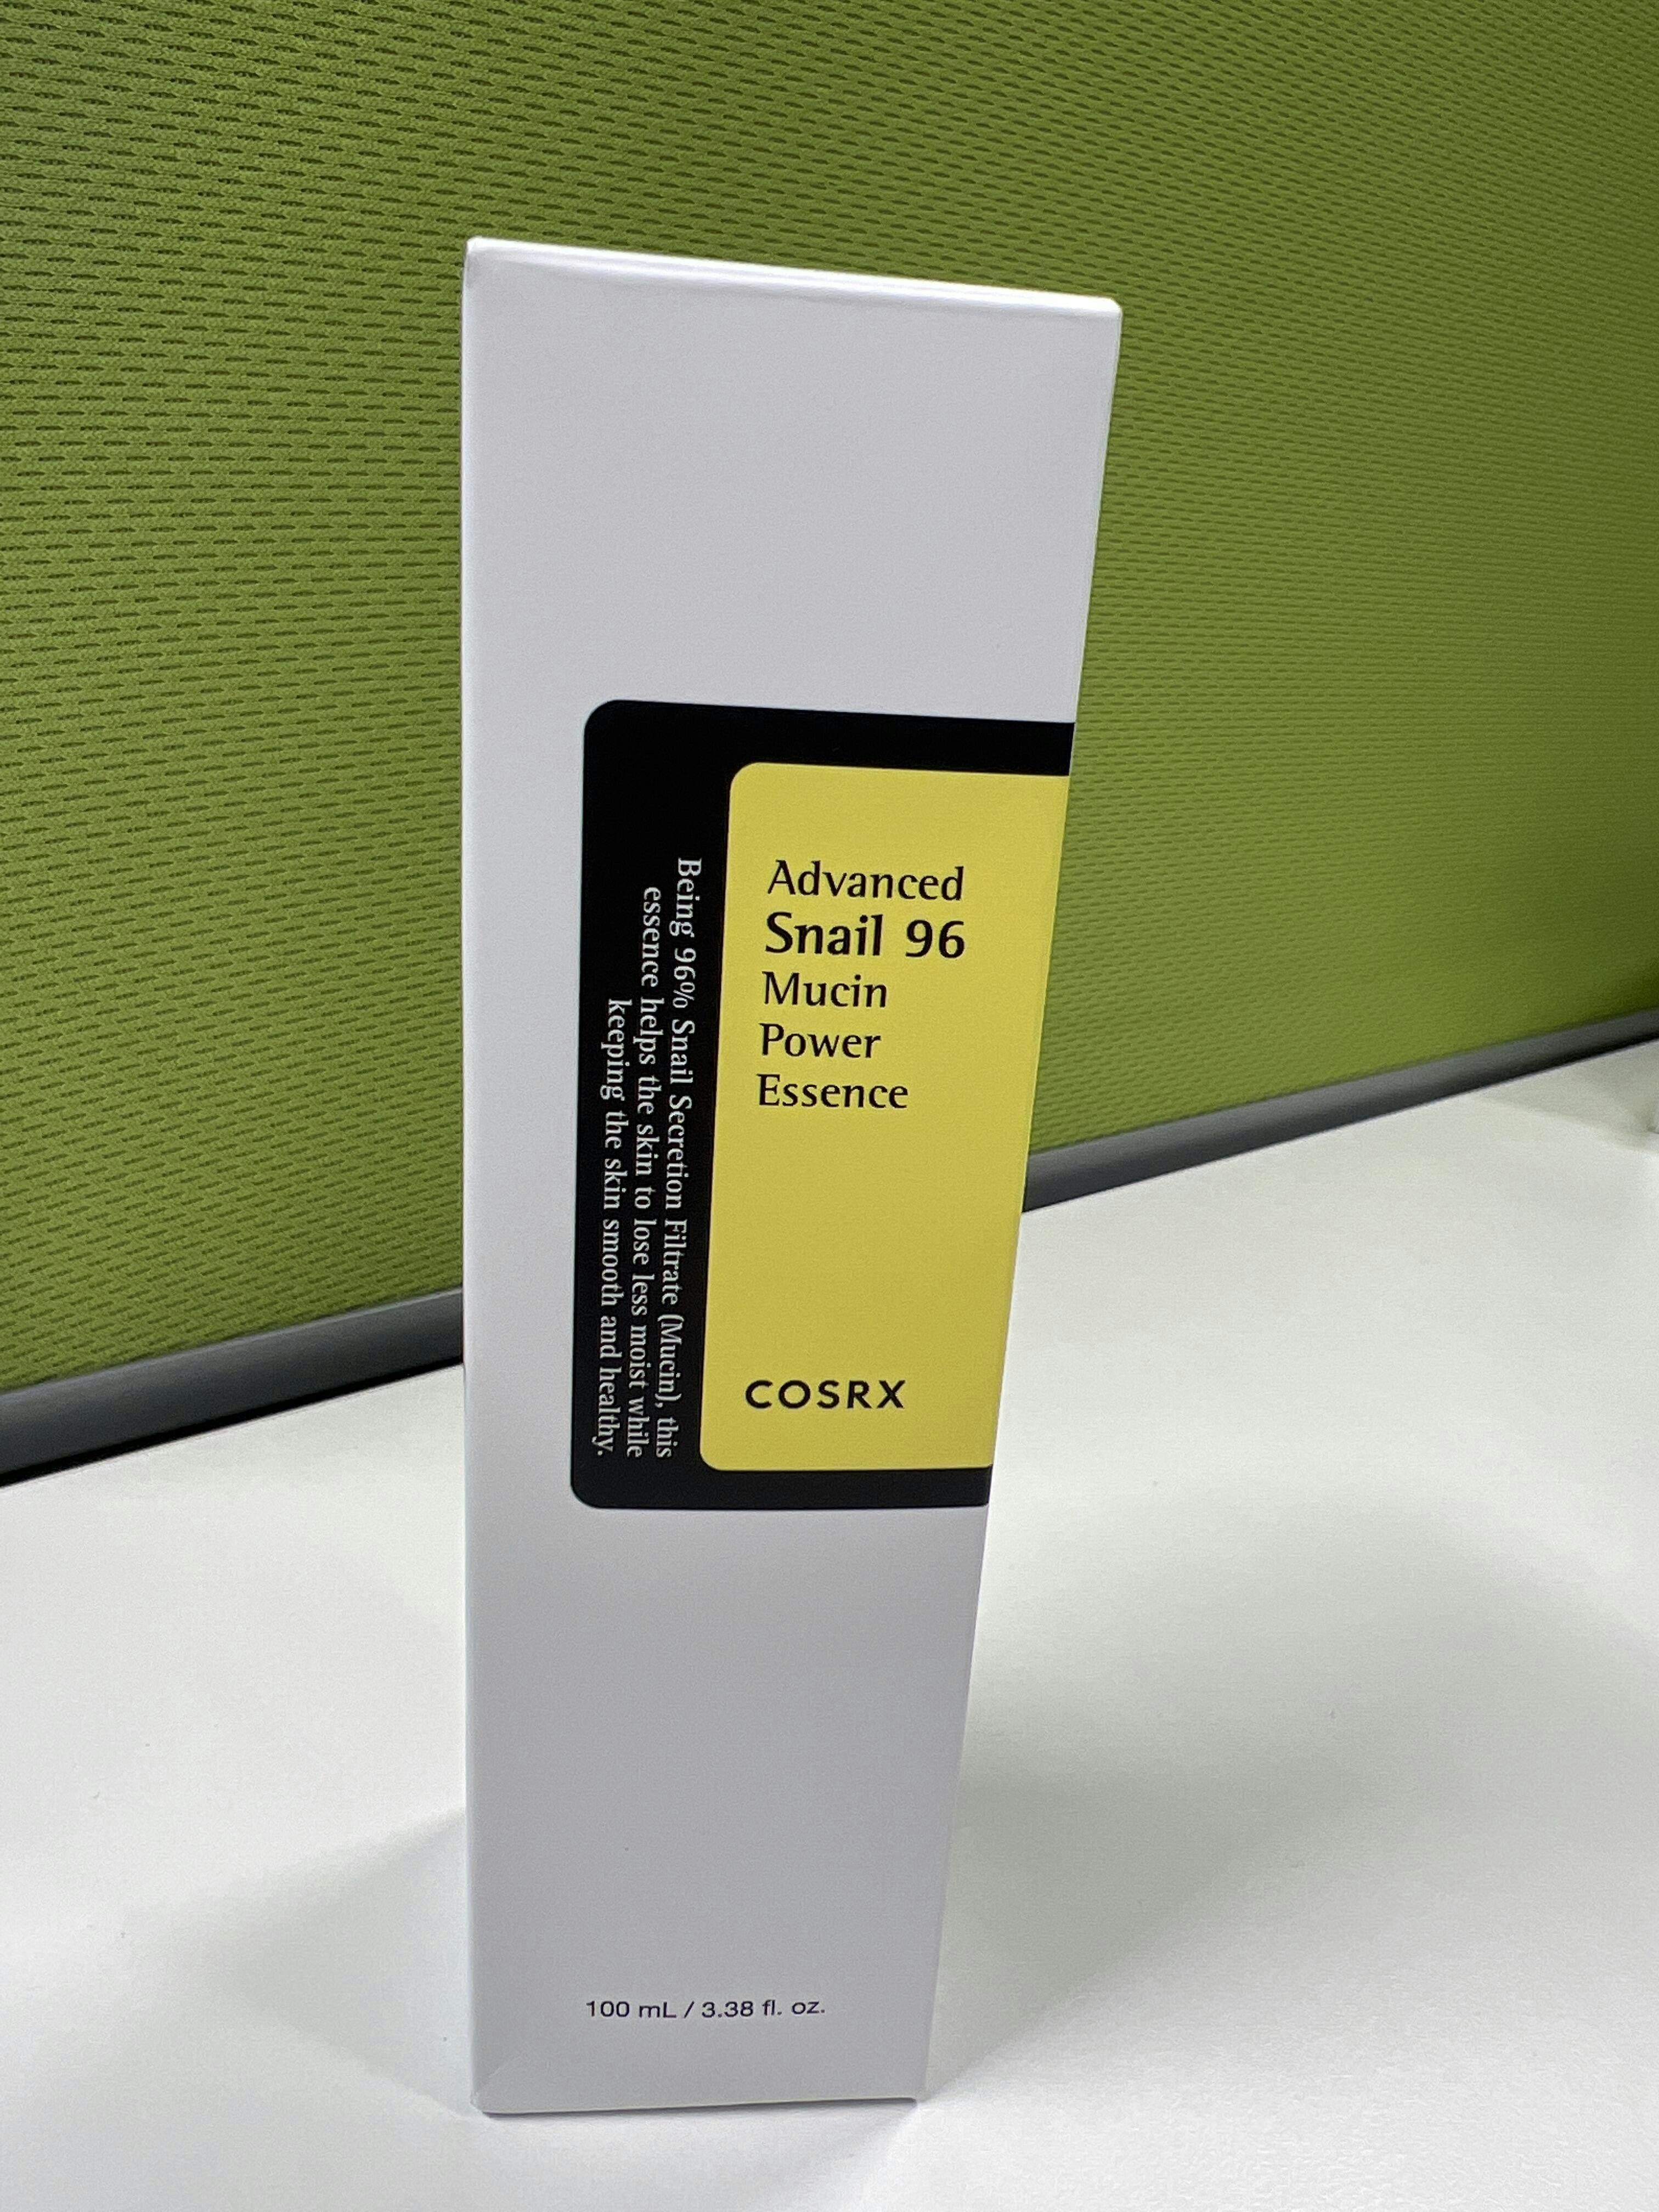 Advanced
Snail 96
Mucin
Power
Essence
COSRX
Being 96% Snail Secretion Filtrate (Mucin), this
essence helps the skin to lose less moist while
keeping the skin smooth and healthy.
100 mL / 3.38 fl. oz.